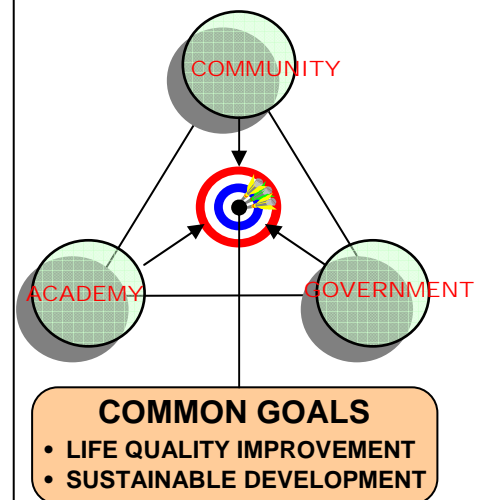 COMMUNITY
ACADEMY
GOVERNMENT
COMMON GOALS
• LIFE QUALITY IMPROVEMENT
• SUSTAINABLE DEVELOPMENT